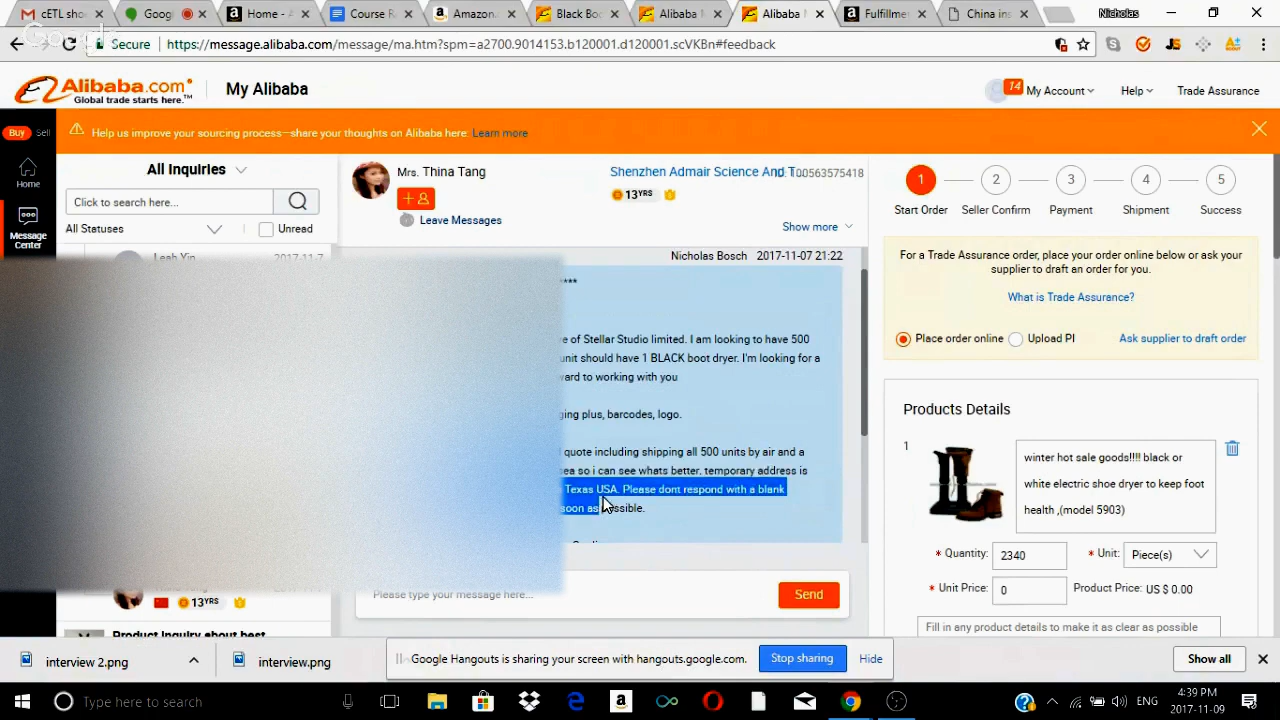 cETL sho
Googl
Home - A
Course R
Amazon
Black Boo
Alibaba M
Alibaba M
Fulfillme
China ins
Nicholas
Google
Secure
https://message.alibaba.com/message/ma.htm?spm=a2700.9014153.b120001.d120001.scVKBn#feedback
Alibaba.com
Global trade starts here.™
My Alibaba
14
My Account
Help
Trade Assurance
Buy
Sell
Help us improve your sourcing process—share your thoughts on Alibaba here. Learn more
Home
Message
Center
All Inquiries
Click to search here...
All Statuses
Unread
Leah Yin
2017-11-7
Mrs. Thina Tang
Leave Messages
Shenzhen Admair Science And T...
ID: 100563575418
13YRS
Show more
Nicholas Bosch 2017-11-07 21:22
****
e of Stellar Studio limited. I am looking to have 500
unit should have 1 BLACK boot dryer. I'm looking for a
ward to working with you
ging plus, barcodes, logo.
quote including shipping all 500 units by air and a
sea so i can see whats better. temporary address is
Texas USA. Please dont respond with a blank
soon as possible.
Please type your message here...
Send
13YRS
Product inquiry about best
1
2
3
4
5
Start Order
Seller Confirm
Payment
Shipment
Success
For a Trade Assurance order, place your order online below or ask your
supplier to draft an order for you.
What is Trade Assurance?
Place order online
Upload PI
Ask supplier to draft order
Products Details
1
winter hot sale goods!!!! black or
white electric shoe dryer to keep foot
health ,(model 5903)
* Quantity: 2340
* Unit: Piece(s)
* Unit Price: 0
Product Price: US $ 0.00
Fill in any product details to make it as clear as possible
interview 2.png
interview.png
Google Hangouts is sharing your screen with hangouts.google.com.
Stop sharing
Hide
Show all
Type here to search
ENG
4:39 PM
2017-11-09